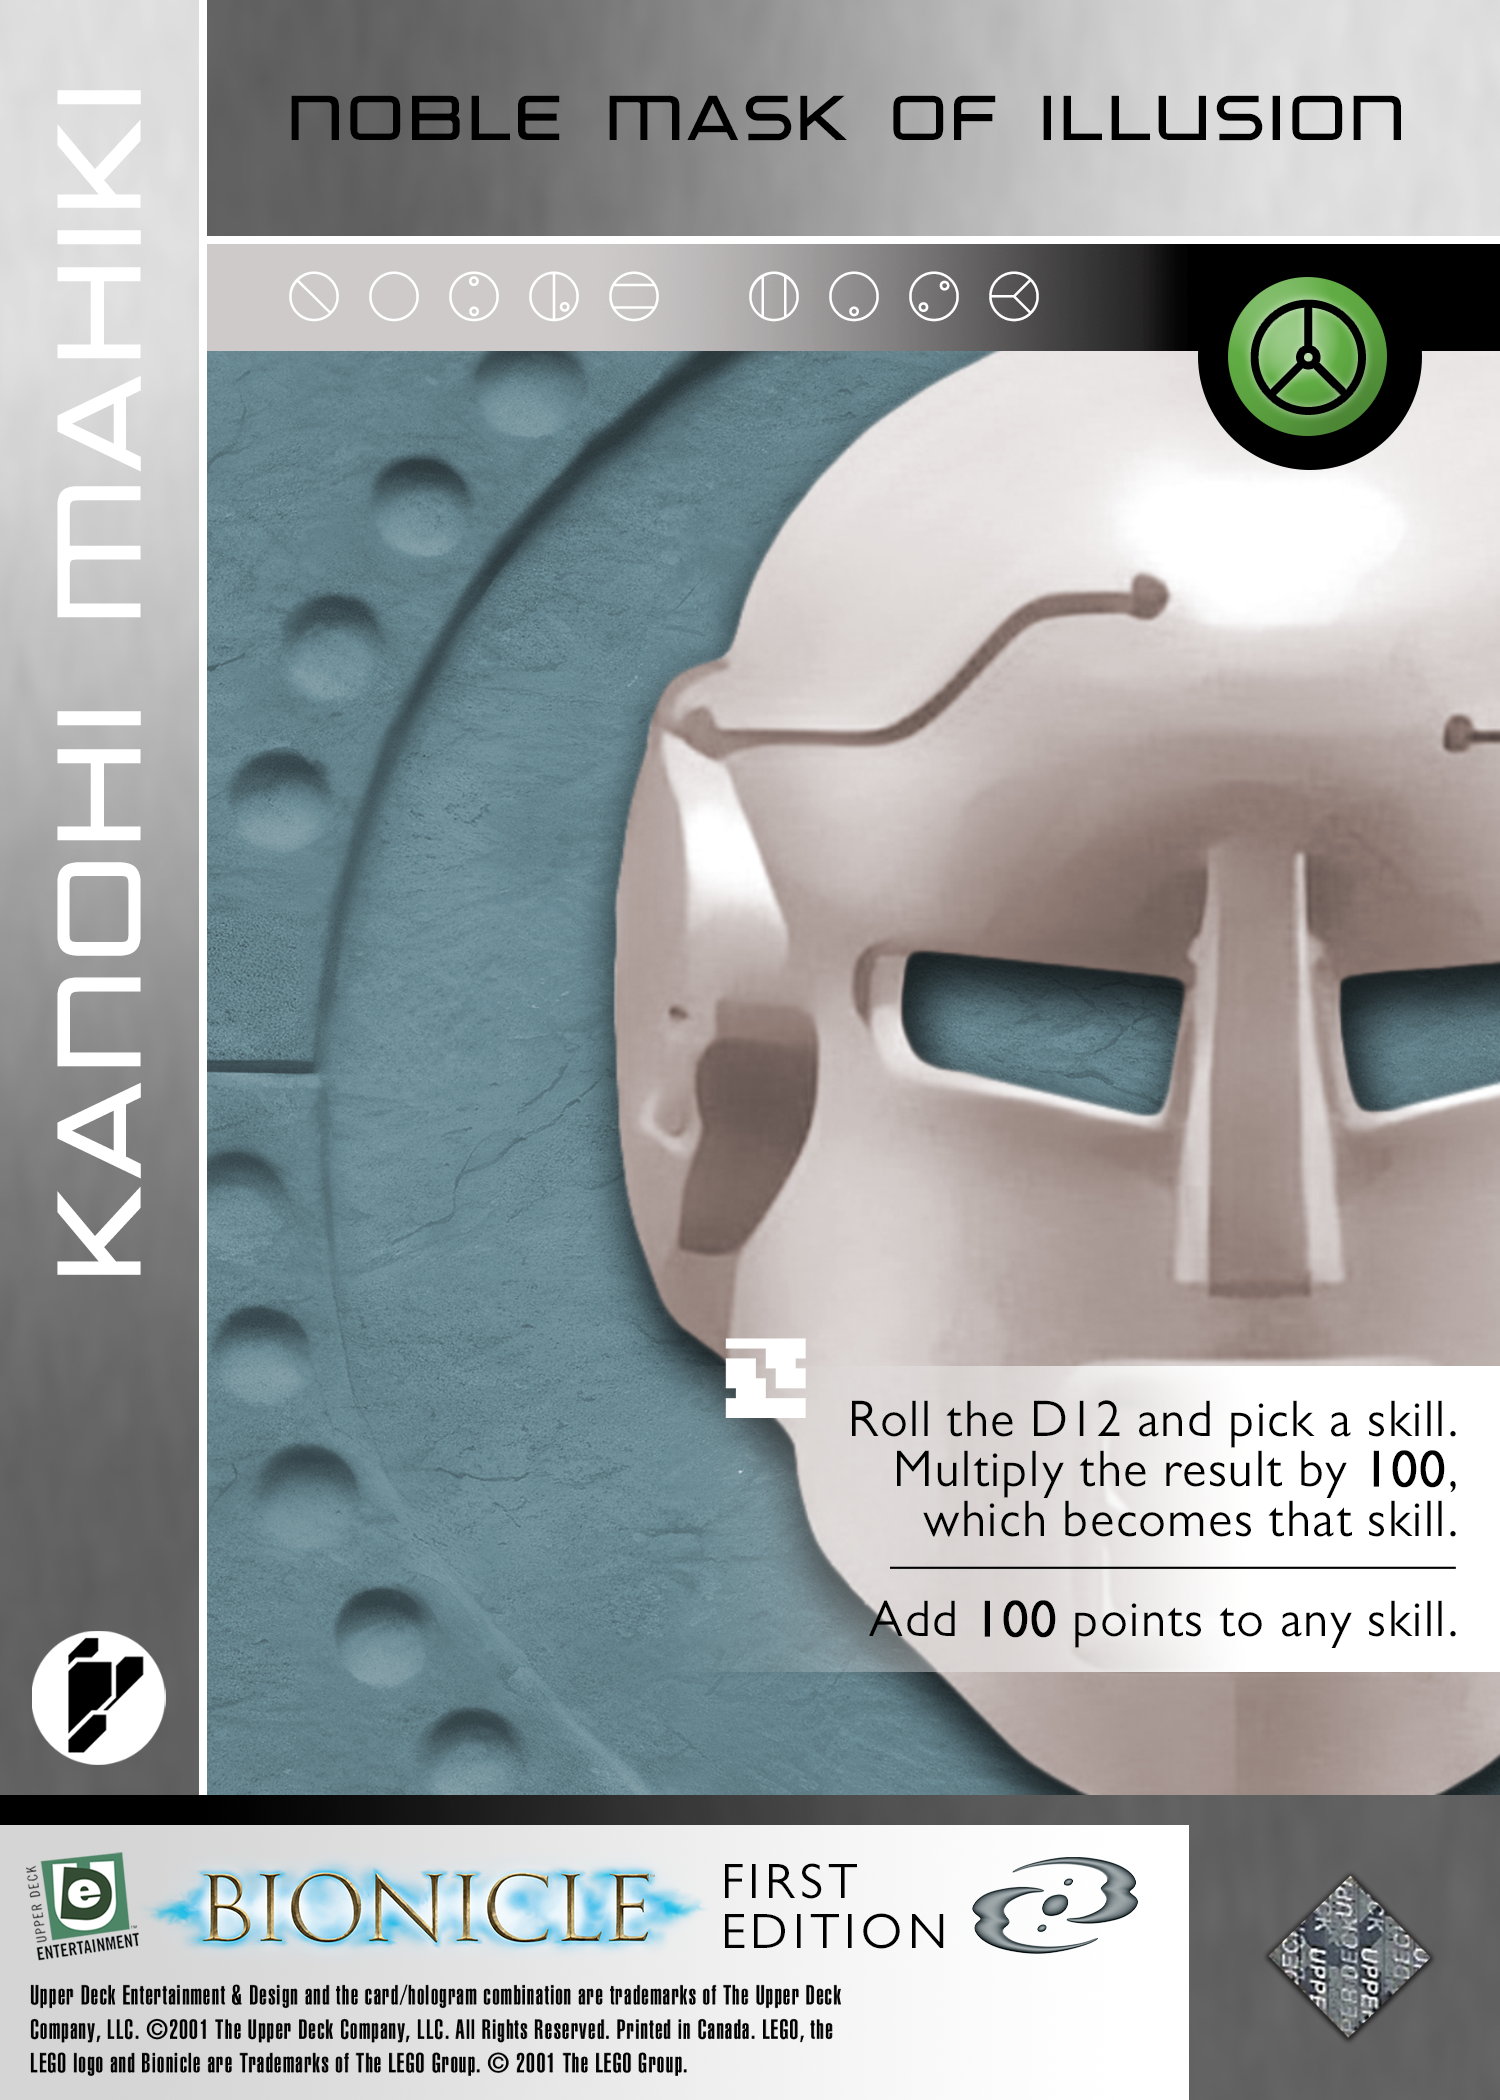 NOBLE MASK OF ILLUSION
KANOHI MAHIKI
Roll the D12 and pick a skill.
Multiply the result by 100,
which becomes that skill.
Add 100 points to any skill.
UPPER DECK
e
ENTERTAINMENT
BIONICLE
FIRST
EDITION
Upper Deck Entertainment & Design and the card/hologram combination are trademarks of The Upper Deck
Company, LLC. ©2001 The Upper Deck Company, LLC. All Rights Reserved. Printed in Canada. LEGO, the
LEGO logo and Bionicle are Trademarks of The LEGO Group. © 2001 The LEGO Group.